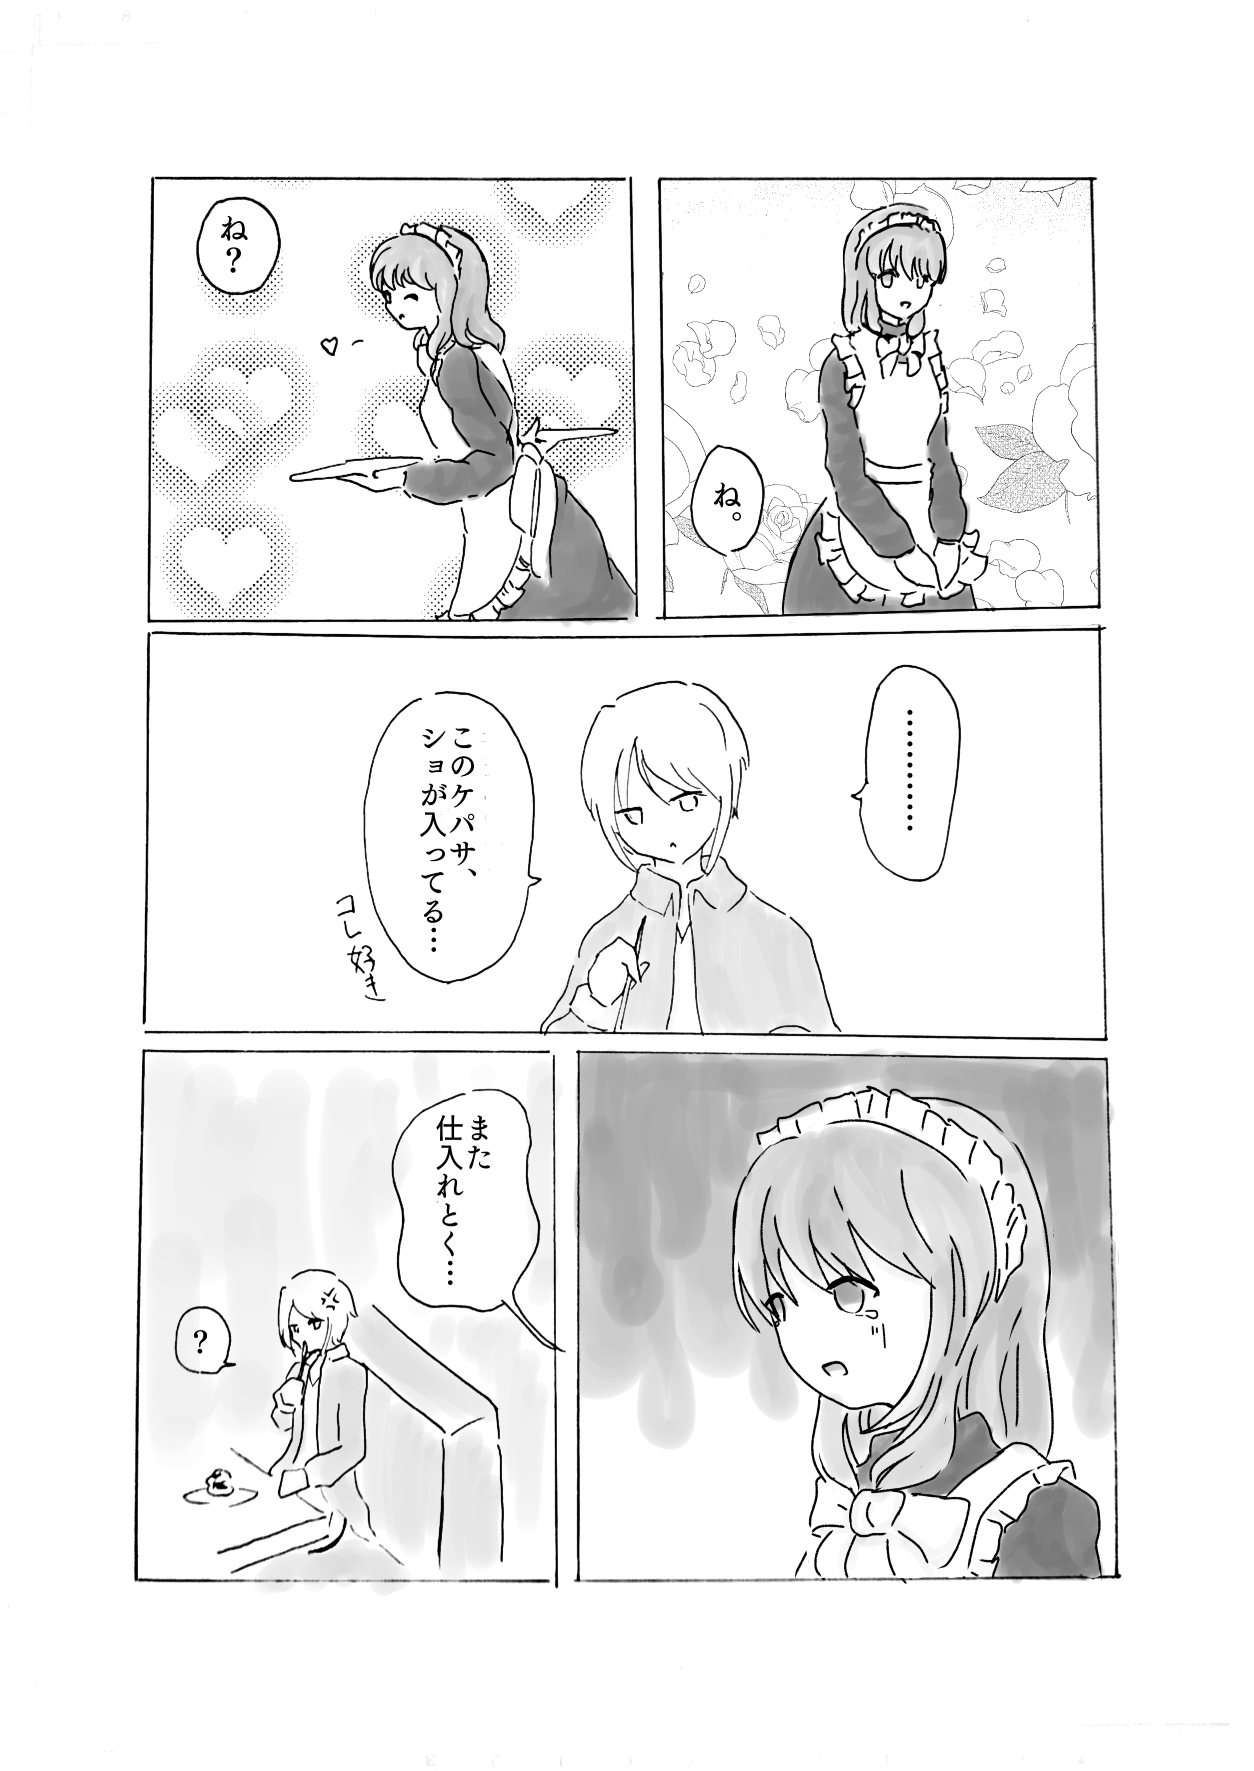 ね。
ね?
…………
このケパサ、
ショが入ってる…
コレ好き
また
仕入れとく…
?